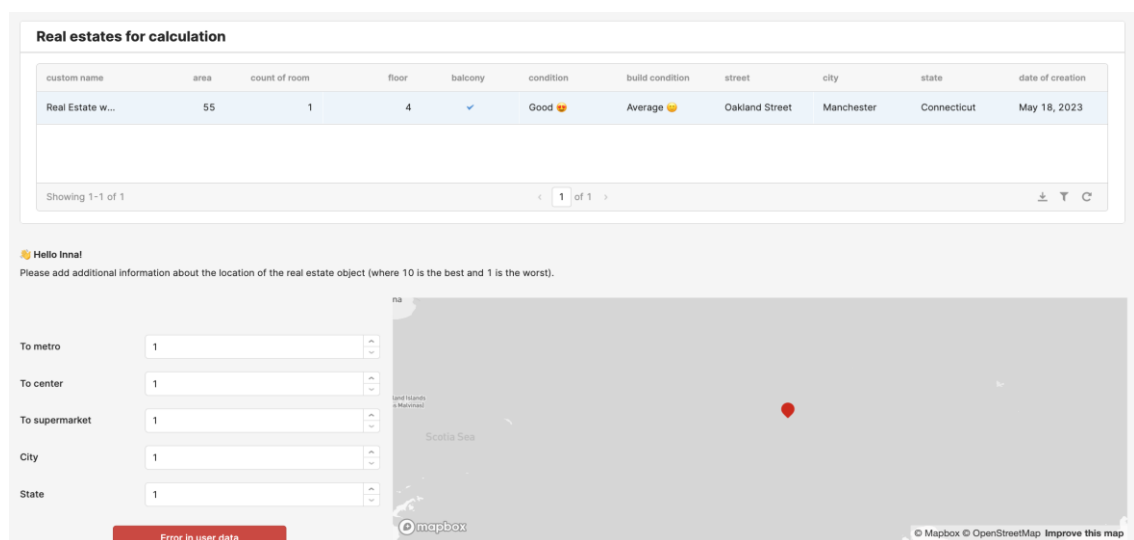 Real estates for calculation
custom name area count of room floor balcony condition build condition street city state date of creation
Real Estate w... 55 1 4 Good 😍 Average 😑 Oakland Street Manchester Connecticut May 18, 2023
Showing 1-1 of 1 1 of 1
👋 Hello Inna!
Please add additional information about the location of the real estate object (where 10 is the best and 1 is the worst).
na
To metro 1
To center 1
land Islands
s Malvinas)
To supermarket 1
Scotia Sea
City 1
State 1
mapbox
© Mapbox © OpenStreetMap Improve this map
Error in user data